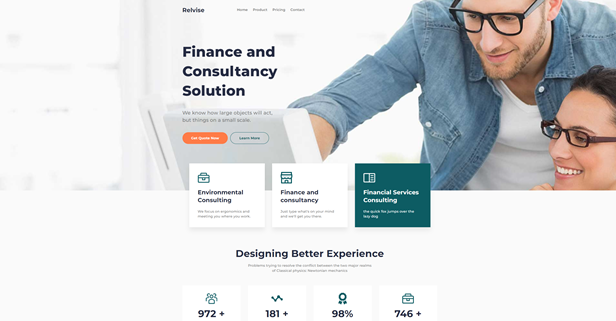 Relvise
Home Product Pricing Contact
Finance and
Consultancy
Solution
We know how large objects will act,
but things on a small scale.
Get Quote Now
Learn More
Environmental
Consulting
We focus on ergonomics and
meeting you where you work.
Finance and
consultancy
Just type what's on your mind
and we'll get you there.
Financial Services
Consulting
the quick fox jumps over the
lazy dog
Designing Better Experience
Problems trying to resolve the conflict between the two major realms
of Classical physics: Newtonian mechanics
972 +
181 +
98%
746 +